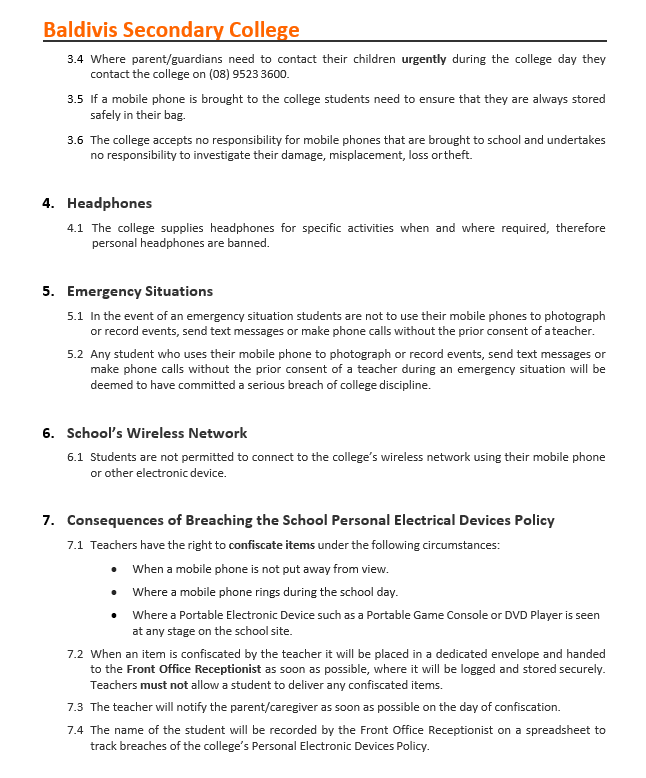 Baldivis Secondary College
3.4 Where parent/guardians need to contact their children urgently during the college day they
contact the college on (08) 9523 3600.
3.5 If a mobile phone is brought to the college students need to ensure that they are always stored
safely in their bag.
3.6 The college accepts no responsibility for mobile phones that are brought to school and undertakes
no responsibility to investigate their damage, misplacement, loss or theft.
4. Headphones
4.1 The college supplies headphones for specific activities when and where required, therefore
personal headphones are banned.
5. Emergency Situations
5.1 In the event of an emergency situation students are not to use their mobile phones to photograph
or record events, send text messages or make phone calls without the prior consent of a teacher.
5.2 Any student who uses their mobile phone to photograph or record events, send text messages or
make phone calls without the prior consent of a teacher during an emergency situation will be
deemed to have committed a serious breach of college discipline.
6. School's Wireless Network
6.1 Students are not permitted to connect to the college's wireless network using their mobile phone
or other electronic device.
7. Consequences of Breaching the School Personal Electrical Devices Policy
7.1 Teachers have the right to confiscate items under the following circumstances:
• When a mobile phone is not put away from view.
• Where a mobile phone rings during the school day.
• Where a Portable Electronic Device such as a Portable Game Console or DVD Player is seen
at any stage on the school site.
7.2 When an item is confiscated by the teacher it will be placed in a dedicated envelope and handed
to the Front Office Receptionist as soon as possible, where it will be logged and stored securely.
Teachers must not allow a student to deliver any confiscated items.
7.3 The teacher will notify the parent/caregiver as soon as possible on the day of confiscation.
7.4 The name of the student will be recorded by the Front Office Receptionist on a spreadsheet to
track breaches of the college's Personal Electronic Devices Policy.